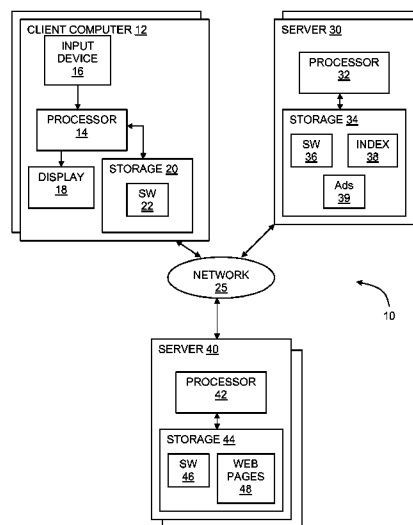 CLIENT COMPUTER 12
INPUT
DEVICE
16
PROCESSOR
14
DISPLAY
18
STORAGE 20
SW
22
SERVER 30
PROCESSOR
32
STORAGE 34
SW
36
INDEX
38
Ads
39
NETWORK
25
10
SERVER 40
PROCESSOR
42
STORAGE 44
SW
46
WEB
PAGES
48